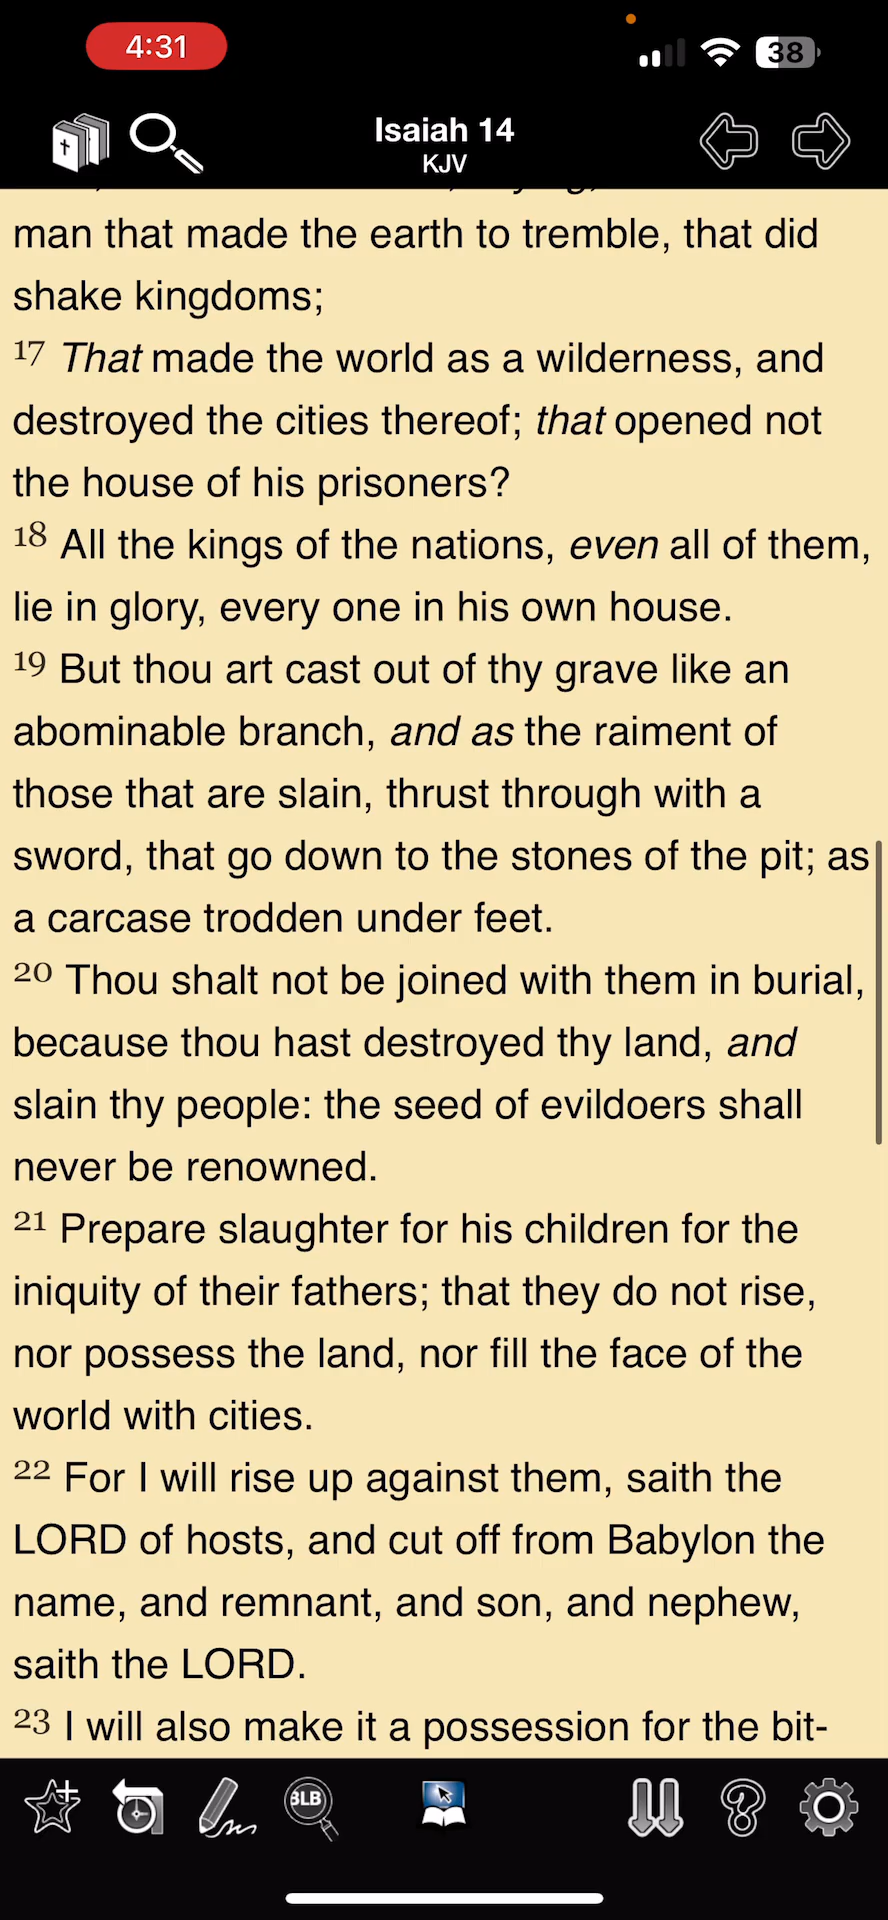 4:31
38
Isaiah 14
KJV
man that made the earth to tremble, that did
shake kingdoms;
17 That made the world as a wilderness, and
destroyed the cities thereof; that opened not
the house of his prisoners?
18 All the kings of the nations, even all of them,
lie in glory, every one in his own house.
19 But thou art cast out of thy grave like an
abominable branch, and as the raiment of
those that are slain, thrust through with a
sword, that go down to the stones of the pit; as
a carcase trodden under feet.
20 Thou shalt not be joined with them in burial,
because thou hast destroyed thy land, and
slain thy people: the seed of evildoers shall
never be renowned.
21 Prepare slaughter for his children for the
iniquity of their fathers; that they do not rise,
nor possess the land, nor fill the face of the
world with cities.
22 For I will rise up against them, saith the
LORD of hosts, and cut off from Babylon the
name, and remnant, and son, and nephew,
saith the LORD.
23 I will also make it a possession for the bit-
BLB